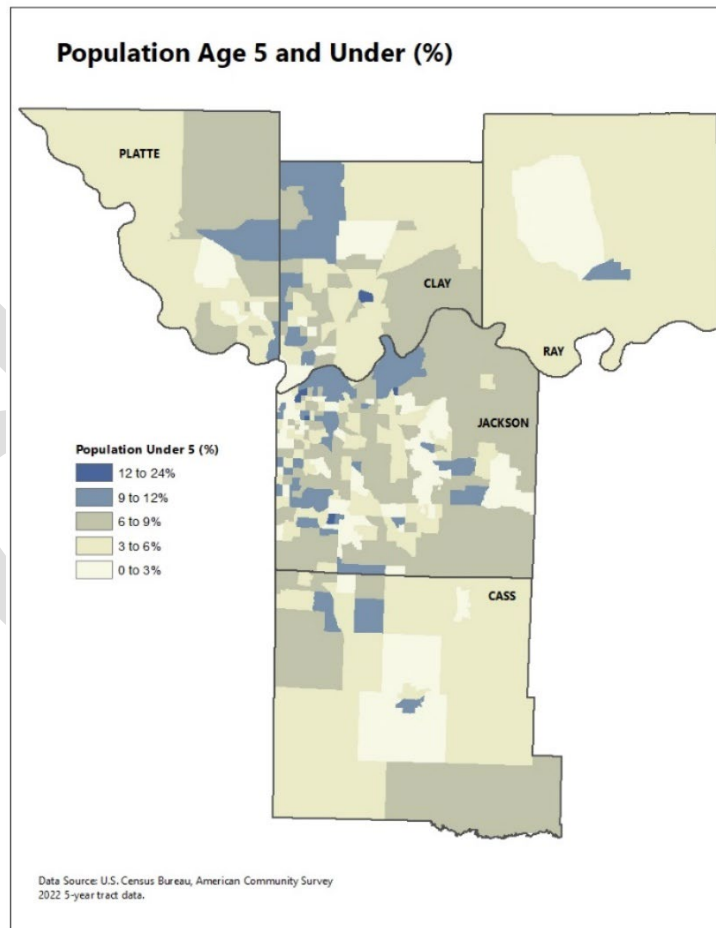 Population Age 5 and Under (%)
PLATTE
CLAY
RAY
JACKSON
Population Under 5 (%)
12 to 24%
9 to 12%
6 to 9%
3 to 6%
0 to 3%
CASS
Data Source: U.S. Census Bureau, American Community Survey
2022 5-year tract data.